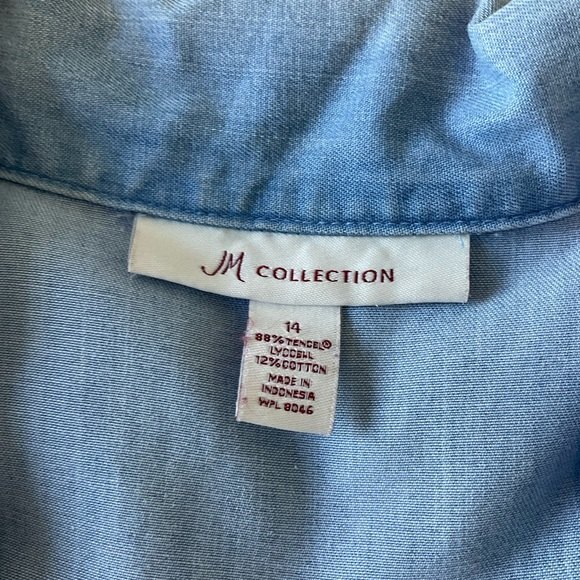 JM COLLECTION
14
88% TENCEL®
LYOCELL
12% COTTON
MADE IN
INDONESIA
WPL 8046